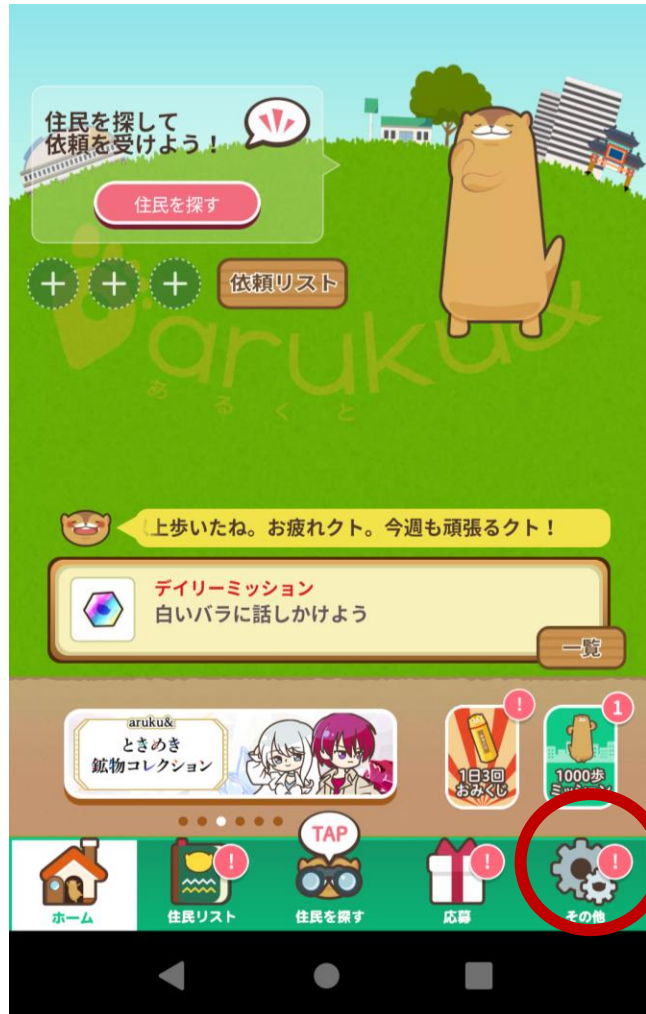 住民を探して
依頼を受けよう！
住民を探す
依頼リスト
aruku&
あるくと
上歩いたね。お疲れクト。今週も頑張るクト！
デイリーミッション
白いバラに話しかけよう
一覧
aruku&
ときめき
鉱物コレクション
!
1日3回
おみくじ
1
1000歩
ミッション
TAP
!
!
!
ホーム
住民リスト
住民を探す
応募
その他